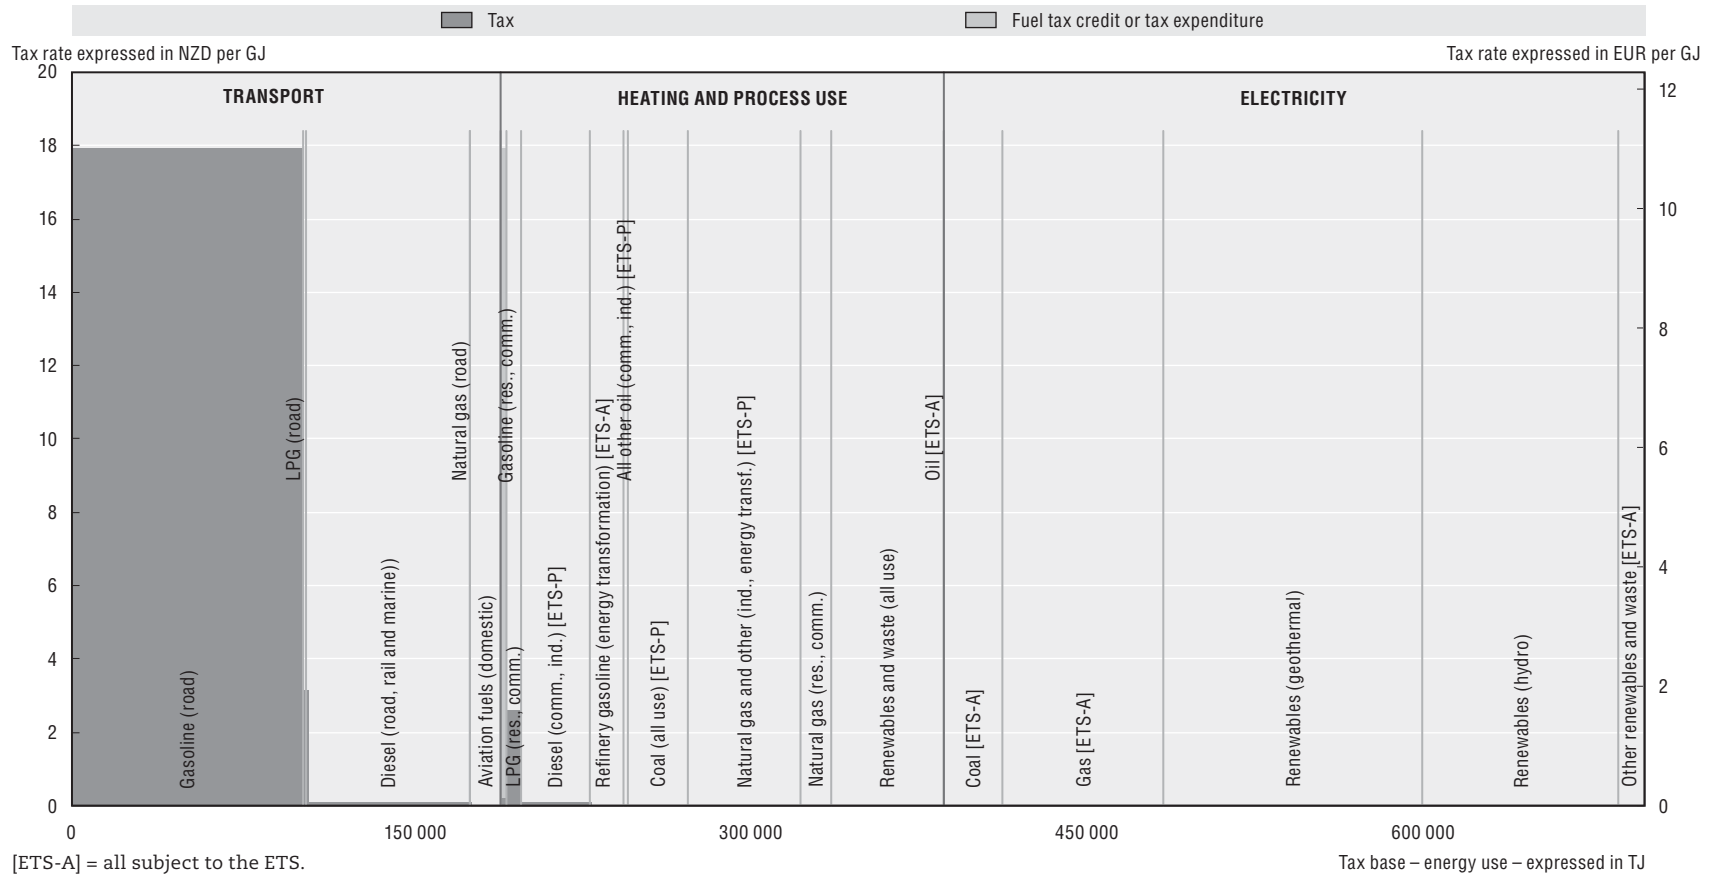 Tax
Fuel tax credit or tax expenditure
Tax rate expressed in NZD per GJ
Tax rate expressed in EUR per GJ
20
18
16
14
12
10
8
6
4
2
0
12
10
8
6
4
2
0
TRANSPORT
HEATING AND PROCESS USE
ELECTRICITY
Gasoline (road)
LPG (road)
Diesel (road, rail and marine))
Natural gas (road)
Aviation fuels (domestic)
Gasoline (res., comm.)
LPG (res., comm.)
Diesel (comm., ind.) [ETS-P]
Refinery gasoline (energy transformation) [ETS-A]
All other oil (comm., ind.) [ETS-P]
Coal (all use) [ETS-P]
Natural gas and other (ind., energy transf.) [ETS-P]
Natural gas (res., comm.)
Renewables and waste (all use)
Oil [ETS-A]
Coal [ETS-A]
Gas [ETS-A]
Renewables (geothermal)
Renewables (hydro)
Other renewables and waste [ETS-A]
0
150 000
300 000
450 000
600 000
[ETS-A] = all subject to the ETS.
Tax base – energy use – expressed in TJ